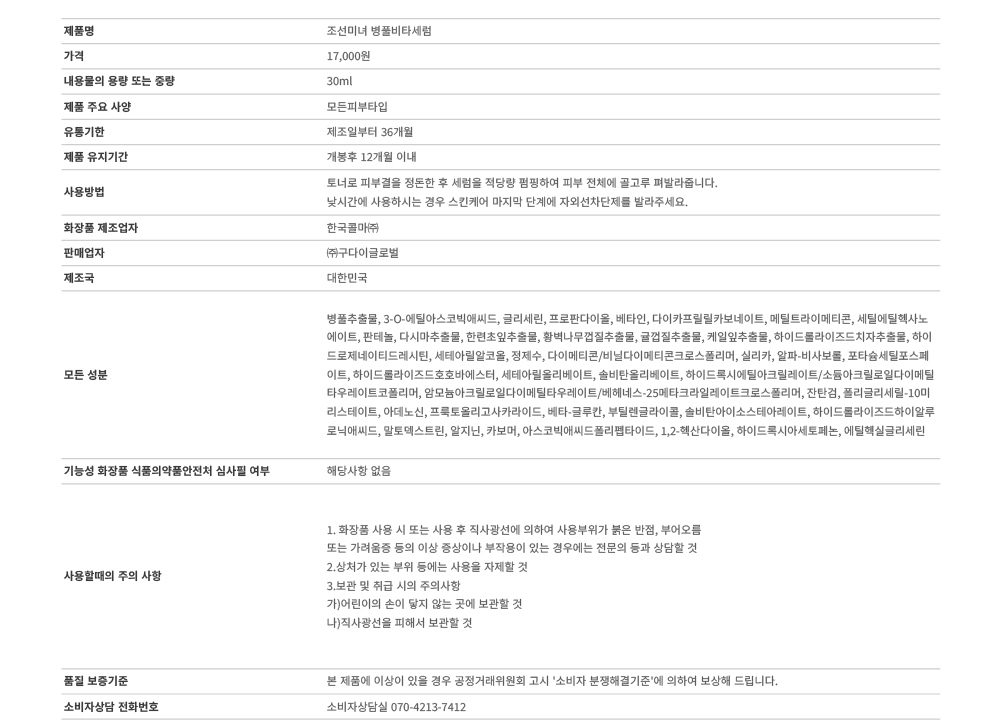 제품명 조선미녀 병풀비타세럼
가격 17,000원
내용물의 용량 또는 중량 30ml
제품 주요 사양 모든피부타입
유통기한 제조일부터 36개월
제품 유지기간 개봉후 12개월 이내
사용방법 토너로 피부결을 정돈한 후 세럼을 적당량 펌핑하여 피부 전체에 골고루 펴발라줍니다.
낮시간에 사용하시는 경우 스킨케어 마지막 단계에 자외선차단제를 발라주세요.
화장품 제조업자 한국콜마㈜
판매업자 ㈜구다이글로벌
제조국 대한민국
모든 성분 병풀추출물, 3-O-에틸아스코빅애씨드, 글리세린, 프로판다이올, 베타인, 다이카프릴릴카보네이트, 메틸트라이메티콘, 세틸에틸헥사노
에이트, 판테놀, 다시마추출물, 한련초잎추출물, 황벽나무껍질추출물, 귤껍질추출물, 케일잎추출물, 하이드롤라이즈드치자추출물, 하이
드로제네이티드레시틴, 세테아릴알코올, 정제수, 다이메티콘/비닐다이메티콘크로스폴리머, 실리카, 알파-비사보롤, 포타슘세틸포스페
이트, 하이드롤라이즈드호호바에스터, 세테아릴올리베이트, 솔비탄올리베이트, 하이드록시에틸아크릴레이트/소듐아크릴로일다이메틸
타우레이트코폴리머, 암모늄아크릴로일다이메틸타우레이트/베헤네스-25메타크라일레이트크로스폴리머, 잔탄검, 폴리글리세릴-10미
리스테이트, 아데노신, 프룩토올리고사카라이드, 베타-글루칸, 부틸렌글라이콜, 솔비탄아이소스테아레이트, 하이드롤라이즈드하이알루
로닉애씨드, 말토덱스트린, 알지닌, 카보머, 아스코빅애씨드폴리펩타이드, 1,2-헥산다이올, 하이드록시아세토페논, 에틸헥실글리세린
기능성 화장품 식품의약품안전처 심사필 여부 해당사항 없음
사용할때의 주의 사항 1. 화장품 사용 시 또는 사용 후 직사광선에 의하여 사용부위가 붉은 반점, 부어오름
또는 가려움증 등의 이상 증상이나 부작용이 있는 경우에는 전문의 등과 상담할 것
2.상처가 있는 부위 등에는 사용을 자제할 것
3.보관 및 취급 시의 주의사항
가)어린이의 손이 닿지 않는 곳에 보관할 것
나)직사광선을 피해서 보관할 것
품질 보증기준 본 제품에 이상이 있을 경우 공정거래위원회 고시 '소비자 분쟁해결기준'에 의하여 보상해 드립니다.
소비자상담 전화번호 소비자상담실 070-4213-7412